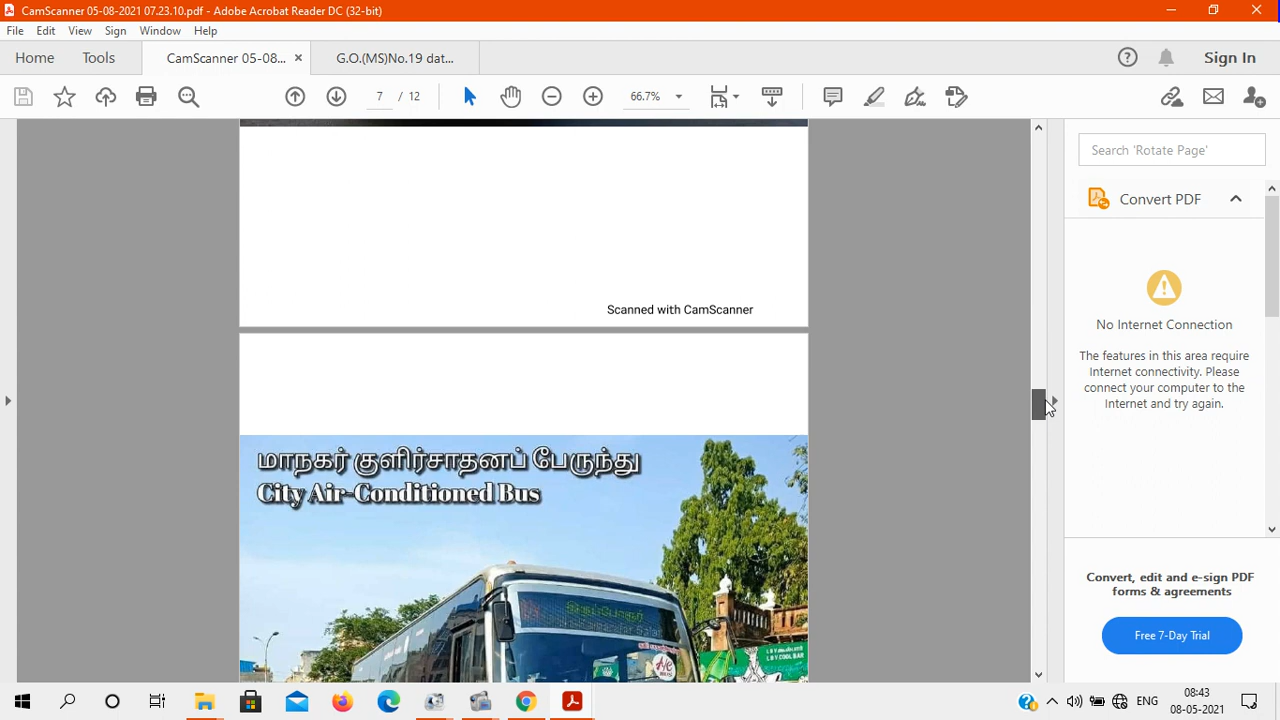 CamScanner 05-08-2021 07.23.10.pdf - Adobe Acrobat Reader DC (32-bit)
File Edit View Sign Window Help
Home Tools CamScanner 05-08... × G.O.(MS)No.19 dat... Sign In
7 / 12 66.7%
Search 'Rotate Page'
Convert PDF
No Internet Connection
The features in this area require
Internet connectivity. Please
connect your computer to the
Internet and try again.
Scanned with CamScanner
மாநகர் குளிர்சாதனப் பேருந்து
City Air-Conditioned Bus
Convert, edit and e-sign PDF
forms & agreements
Free 7-Day Trial
ENG 08:43
08-05-2021